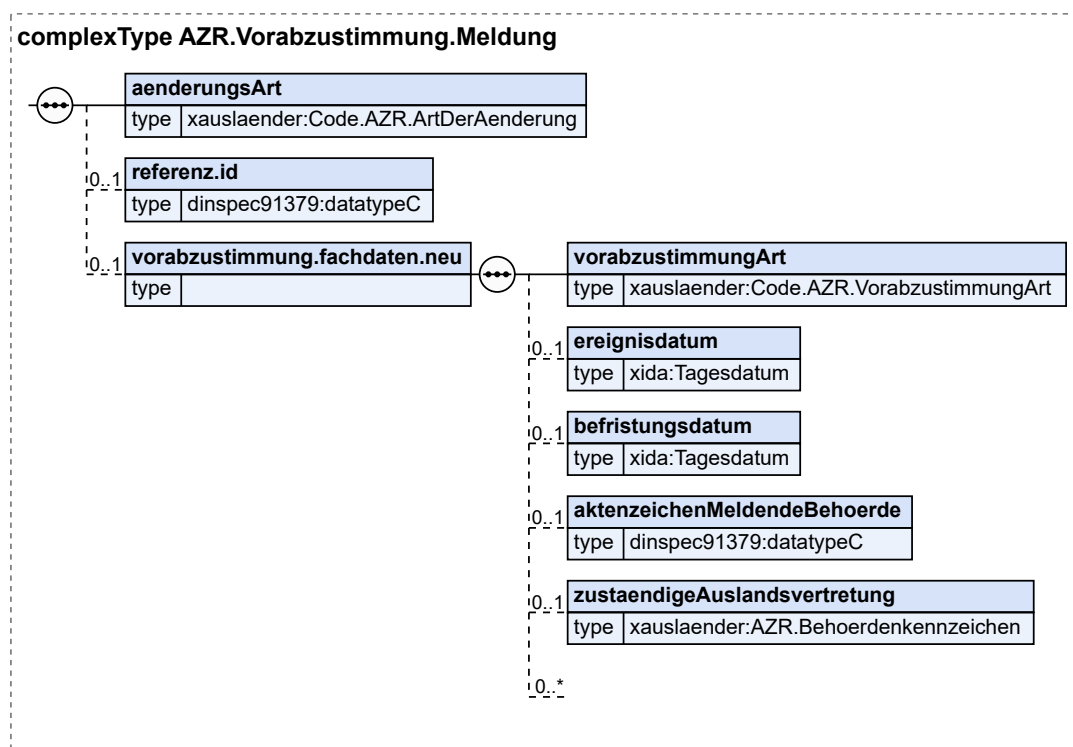 complexType AZR.Vorabzustimmung.Meldung
aenderungsArt
type xauslaender:Code.AZR.ArtDerAenderung
0..1 referenz.id
type dinspec91379:datatypeC
0..1 vorabzustimmung.fachdaten.neu
type
vorabzustimmungArt
type xauslaender:Code.AZR.VorabzustimmungArt
0..1 ereignisdatum
type xida:Tagesdatum
0..1 befristungsdatum
type xida:Tagesdatum
0..1 aktenzeichenMeldendeBehoerde
type dinspec91379:datatypeC
0..1 zustaendigeAuslandsvertretung
type xauslaender:AZR.Behoerdenkennzeichen
0..*